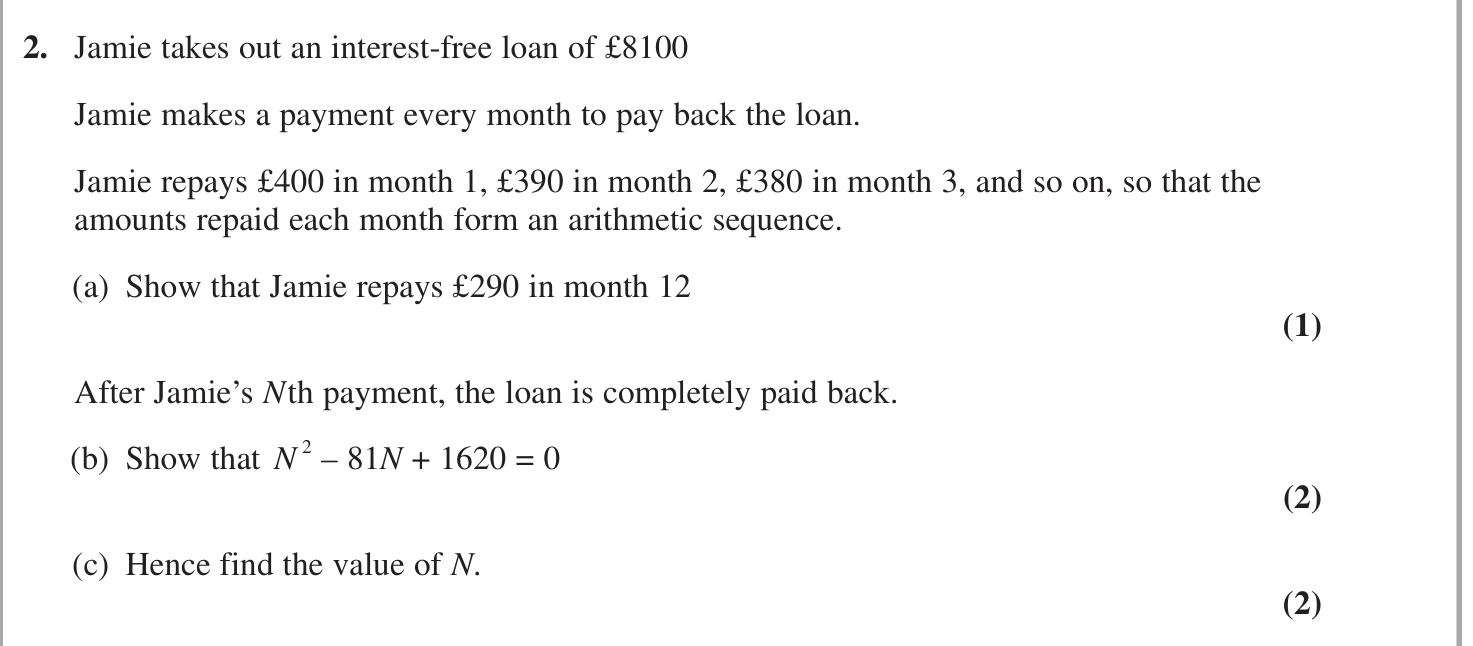 2. Jamie takes out an interest-free loan of £8100
Jamie makes a payment every month to pay back the loan.
Jamie repays £400 in month 1, £390 in month 2, £380 in month 3, and so on, so that the
amounts repaid each month form an arithmetic sequence.
(a) Show that Jamie repays £290 in month 12
(1)
After Jamie’s Nth payment, the loan is completely paid back.
(b) Show that N² – 81N + 1620 = 0
(2)
(c) Hence find the value of N.
(2)